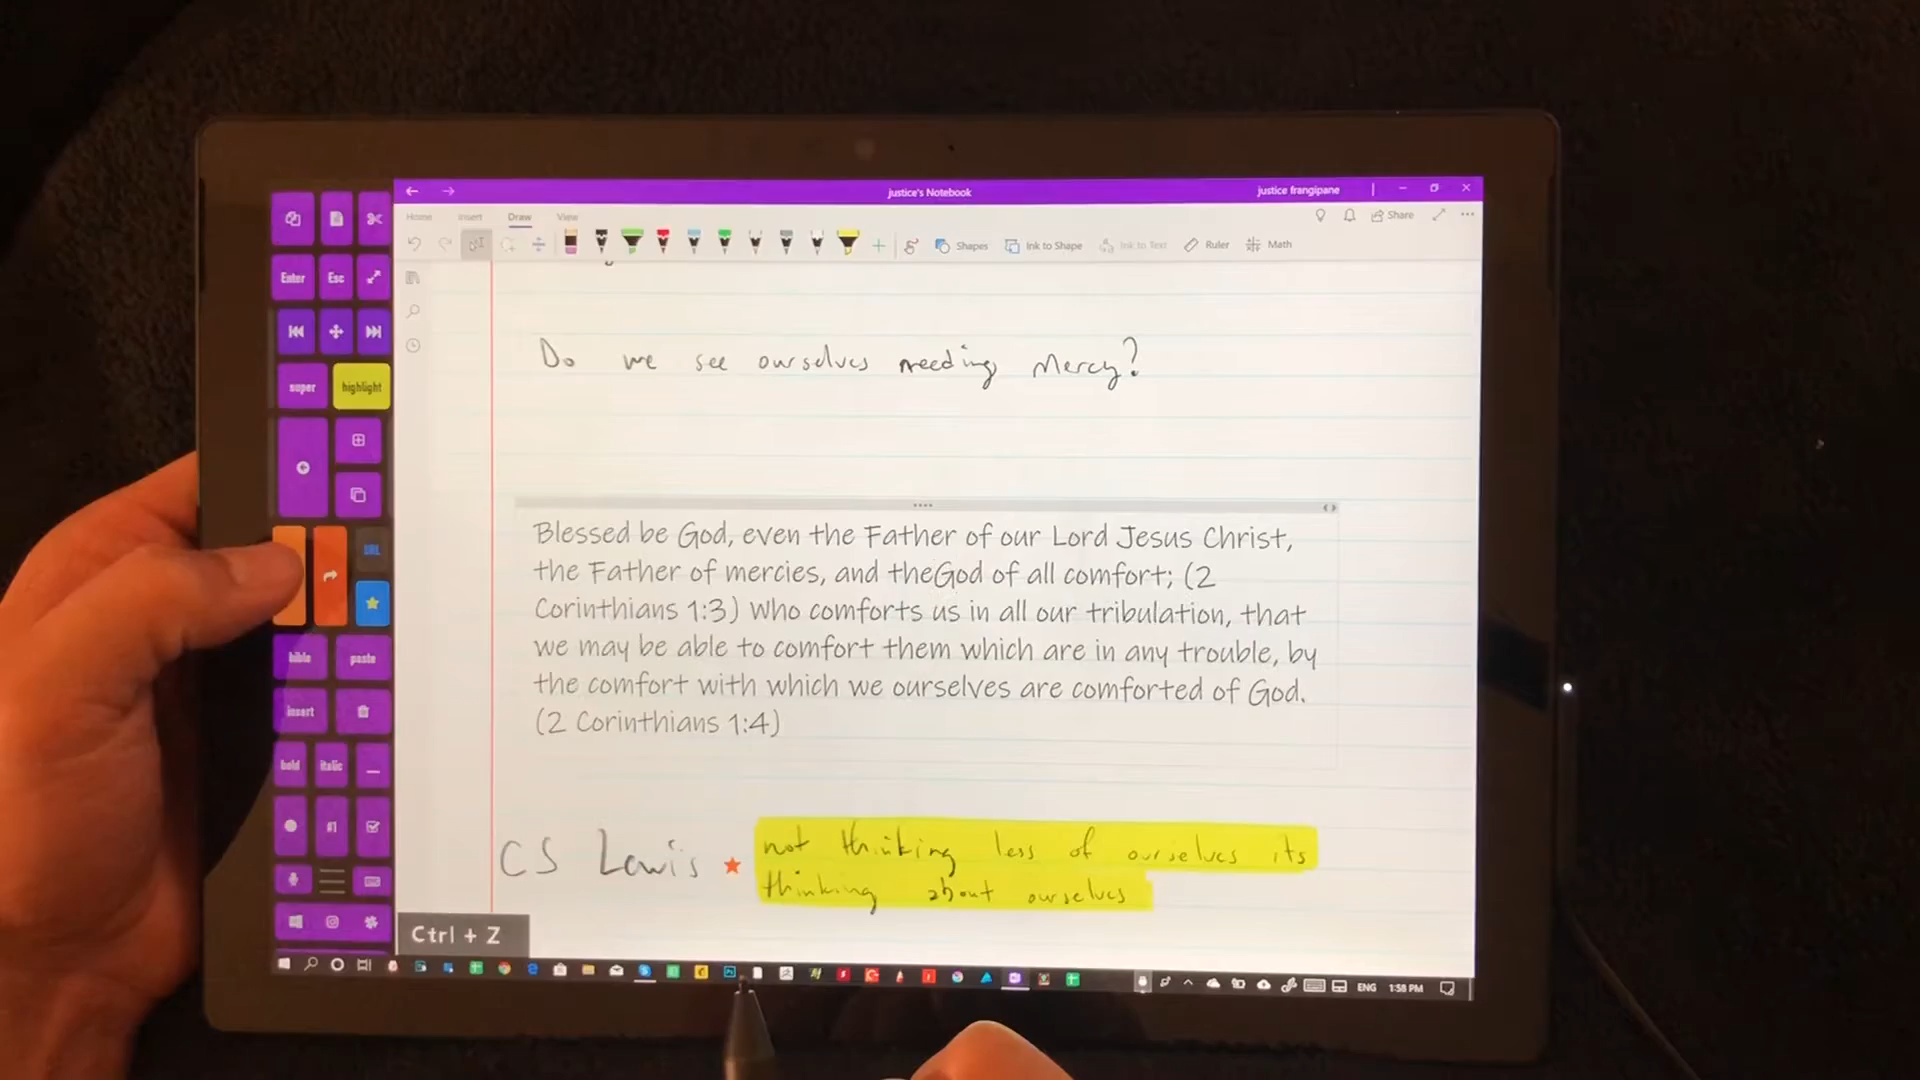 justice's Notebook
justice frangipane
Home Insert Draw View
Share
Shapes Ink to Shape Ink to Text Ruler Math
Enter Esc
super highlight
URL
bible paste
insert
bold italic
#1
Do we see ourselves needing Mercy?
Blessed be God, even the Father of our Lord Jesus Christ,
the Father of mercies, and theGod of all comfort; (2
Corinthians 1:3) Who comforts us in all our tribulation, that
we may be able to comfort them which are in any trouble, by
the comfort with which we ourselves are comforted of God.
(2 Corinthians 1:4)
CS Lewis not thinking less of ourselves its
thinking about ourselves
Ctrl + Z
ENG 1:58 PM